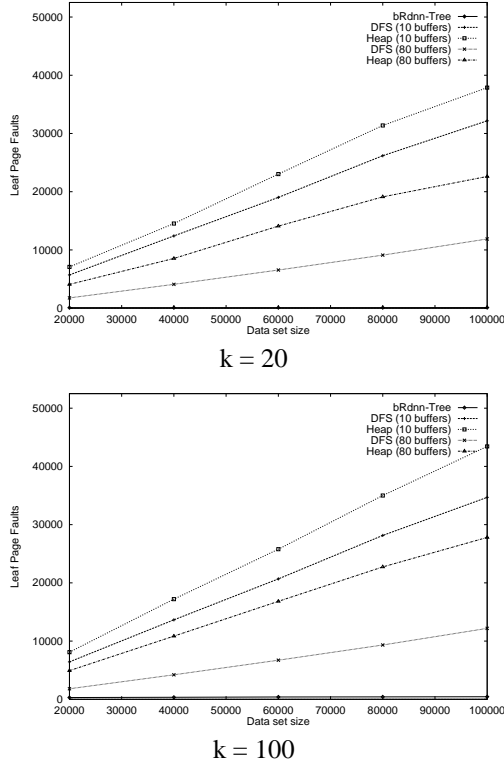 50000
40000
30000
20000
10000
0
Leaf Page Faults
bRdnn-Tree
DFS (10 buffers)
Heap (10 buffers)
DFS (80 buffers)
Heap (80 buffers)
20000 30000 40000 50000 60000 70000 80000 90000 100000
Data set size
k = 20
50000
40000
30000
20000
10000
0
Leaf Page Faults
bRdnn-Tree
DFS (10 buffers)
Heap (10 buffers)
DFS (80 buffers)
Heap (80 buffers)
20000 30000 40000 50000 60000 70000 80000 90000 100000
Data set size
k = 100